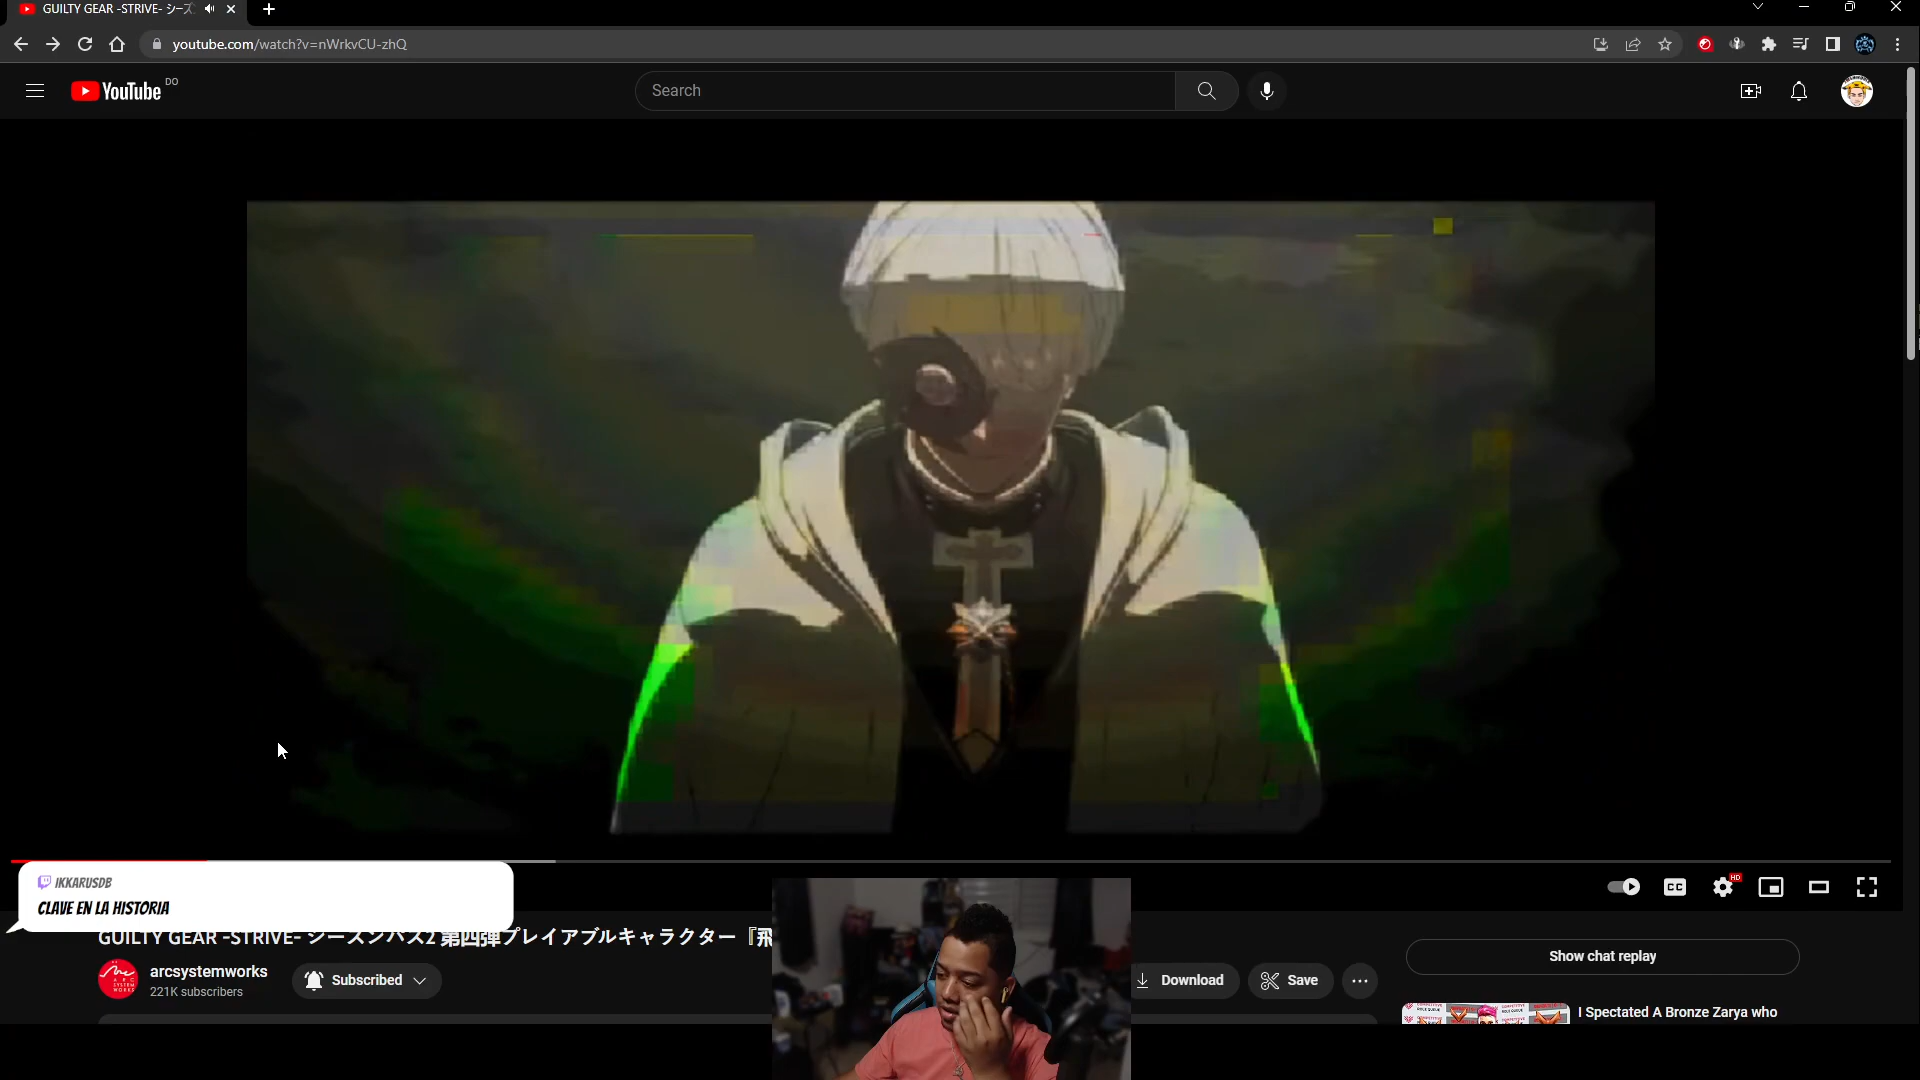 GUILTY GEAR -STRIVE- シーズ
youtube.com/watch?v=nWrkvCU-zhQ
YouTube DO
Search
HD
CC
IKKARUSDB
CLAVE EN LA HISTORIA
GUILTY GEAR -STRIVE- シーズンパス2 第四弾プレイアブルキャラクター『飛
Show chat replay
arcsystemworks
221K subscribers
Subscribed
Download
Save
I Spectated A Bronze Zarya who